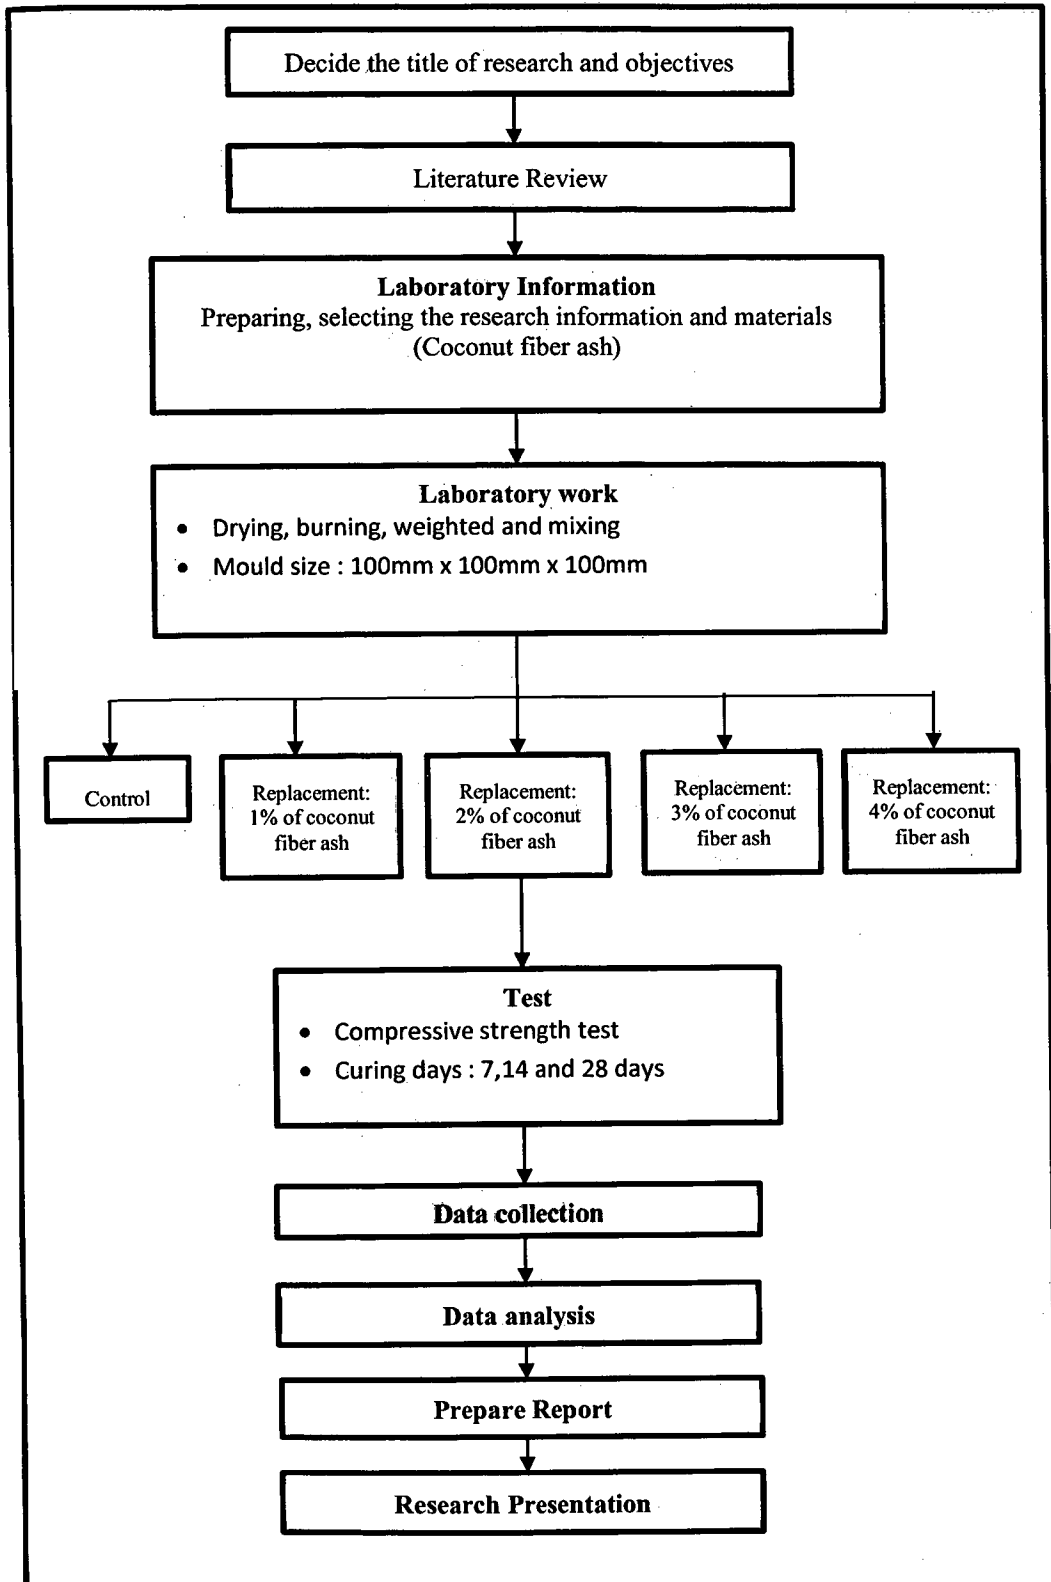 Decide the title of research and objectives
Literature Review
Laboratory Information
Preparing, selecting the research information and materials
(Coconut fiber ash)
Laboratory work
• Drying, burning, weighted and mixing
• Mould size : 100mm x 100mm x 100mm
Control
Replacement:
1% of coconut
fiber ash
Replacement:
2% of coconut
fiber ash
Replacement:
3% of coconut
fiber ash
Replacement:
4% of coconut
fiber ash
Test
• Compressive strength test
• Curing days : 7,14 and 28 days
Data collection
Data analysis
Prepare Report
Research Presentation